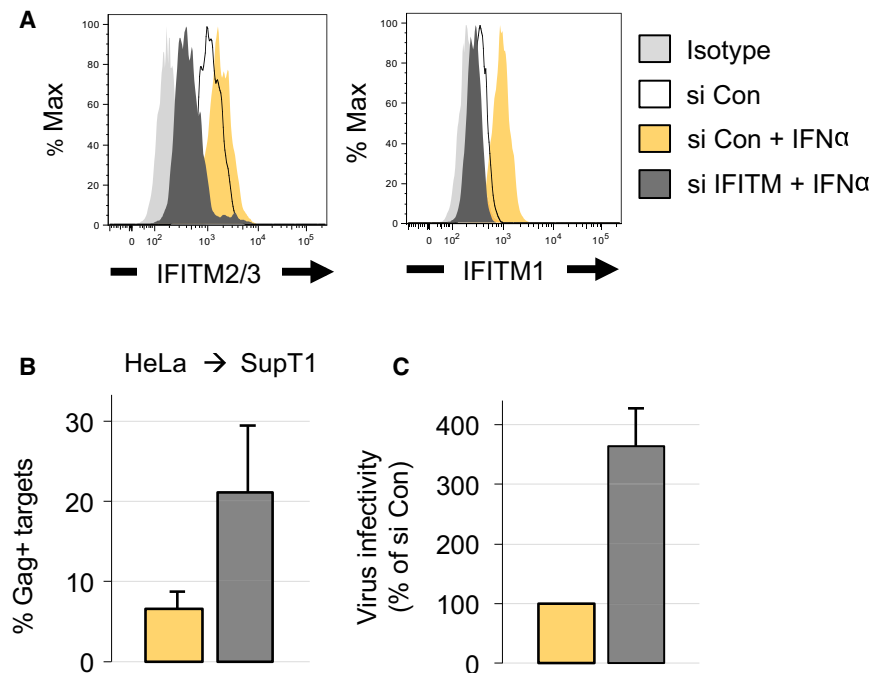 A
% Max
100
80
60
40
20
0
0 10² 10³ 10⁴ 10⁵
IFITM2/3
% Max
100
80
60
40
20
0
0 10² 10³ 10⁴ 10⁵
IFITM1
Isotype
si Con
si Con + IFNα
si IFITM + IFNα
B
HeLa → SupT1
% Gag+ targets
30
20
10
0
C
Virus infectivity
(% of si Con)
400
300
400
100
0